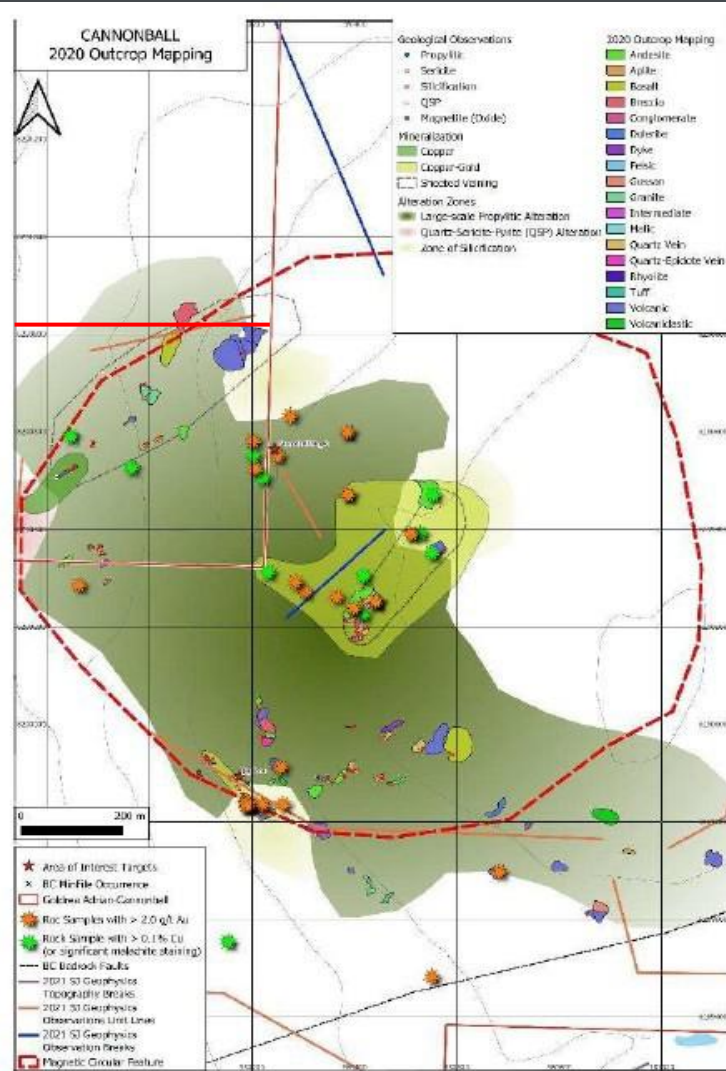 CANNONBALL
2020 Outcrop Mapping
Geological Observations
Propylitic
Sericite
Silicification
QSP
Magnetite (Oxide)
Mineralization
Copper
Copper-Gold
Sheeted Veining
Alteration Zones
Large-scale Propylitic Alteration
Quartz-Sericite-Pyrite (QSP) Alteration
Zone of Silicification
2020 Outcrop Mapping
Andesite
Aplite
Basalt
Breccia
Conglomerate
Dolerite
Dyke
Felsic
Gossan
Granite
Intermediate
Mafic
Quartz Vein
Quartz-Epidote Vein
Rhyolite
Tuff
Volcanic
Volcaniclastic
0 200 m
Area of Interest Targets
BC MinFile Occurrence
Goldrea Adrian-Cannonball
Roc Samples with > 2.0 g/t Au
Rock Sample with > 0.1% Cu
(or significant malachite staining)
BC Bedrock Faults
2021 SJ Geophysics
Topography Breaks
2021 SJ Geophysics
Observations Unit Lines
2021 SJ Geophysics
Observation Breaks
Magnetic Circular Feature